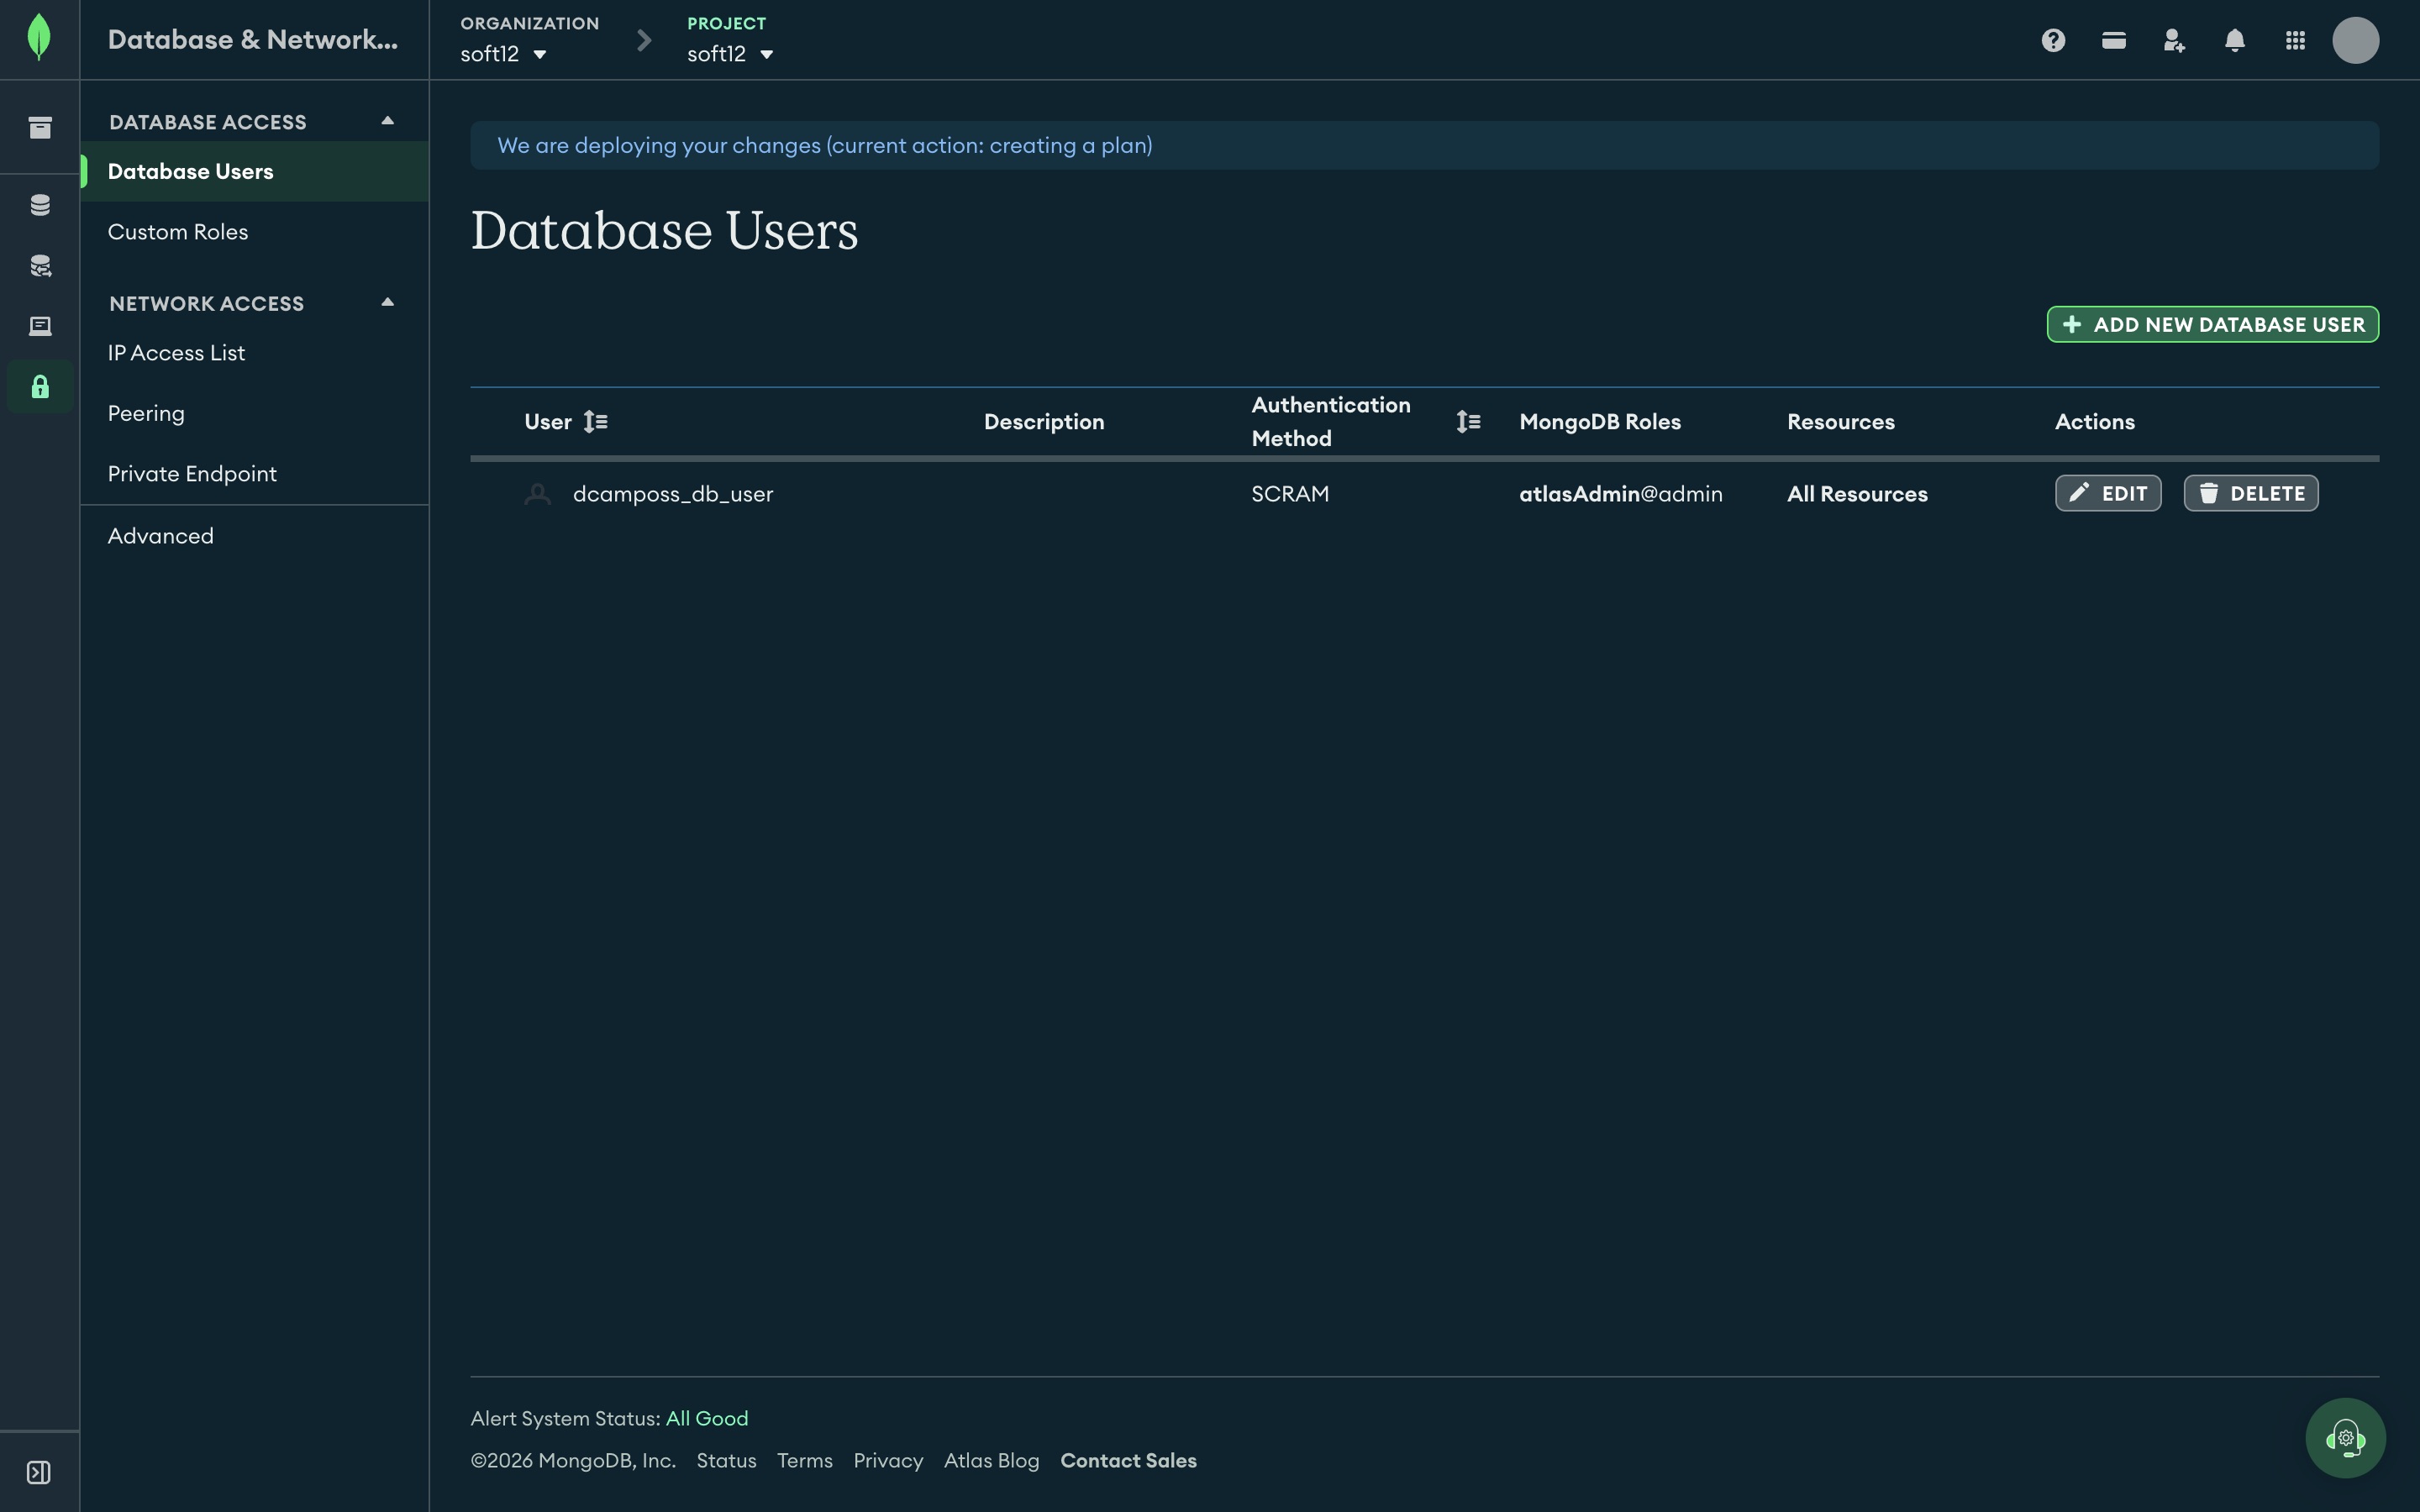 Database & Network...
ORGANIZATION
soft12
PROJECT
soft12
DATABASE ACCESS
Database Users
Custom Roles
NETWORK ACCESS
IP Access List
Peering
Private Endpoint
Advanced
We are deploying your changes (current action: creating a plan)
Database Users
ADD NEW DATABASE USER
User Description Authentication Method MongoDB Roles Resources Actions
dcamposs_db_user SCRAM atlasAdmin@admin All Resources EDIT DELETE
Alert System Status: All Good
©2026 MongoDB, Inc. Status Terms Privacy Atlas Blog Contact Sales